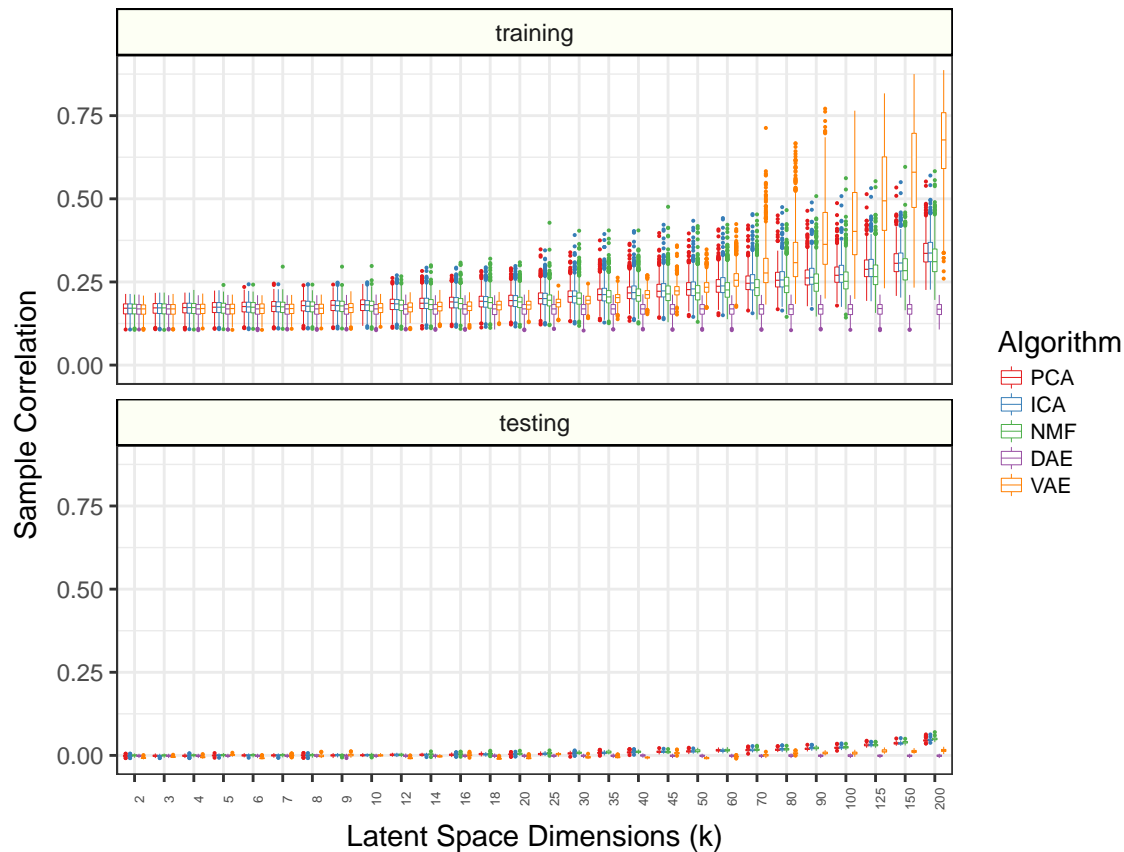 training
0.75
0.50
0.25
0.00
testing
0.75
0.50
0.25
0.00
Sample Correlation
2 3 4 5 6 7 8 9 10 12 14 16 18 20 25 30 35 40 45 50 60 70 80 90 100 125 150 200
Latent Space Dimensions (k)
Algorithm
PCA
ICA
NMF
DAE
VAE